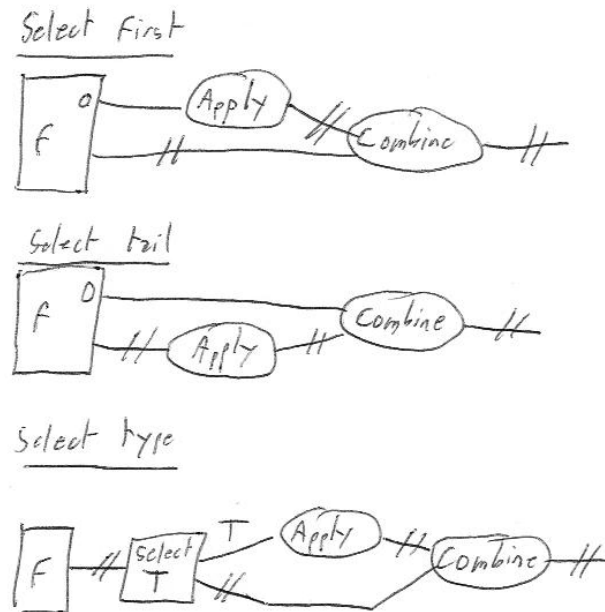 Select First
0
Apply
F
Combine
Select tail
0
F
Combine
Apply
Select type
T
Apply
F
Select
T
Combine